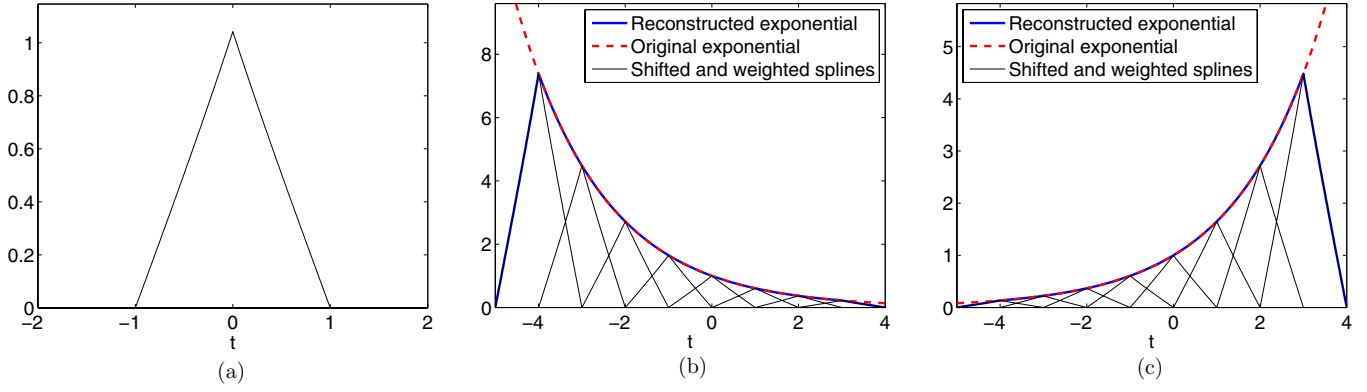 1
0.8
0.6
0.4
0.2
0
−2
−1
0
1
2
t
(a)
8
6
4
2
0
−4
−2
0
2
4
t
(b)
Reconstructed exponential
Original exponential
Shifted and weighted splines
5
4
3
2
1
0
−4
−2
0
2
4
t
(c)
Reconstructed exponential
Original exponential
Shifted and weighted splines